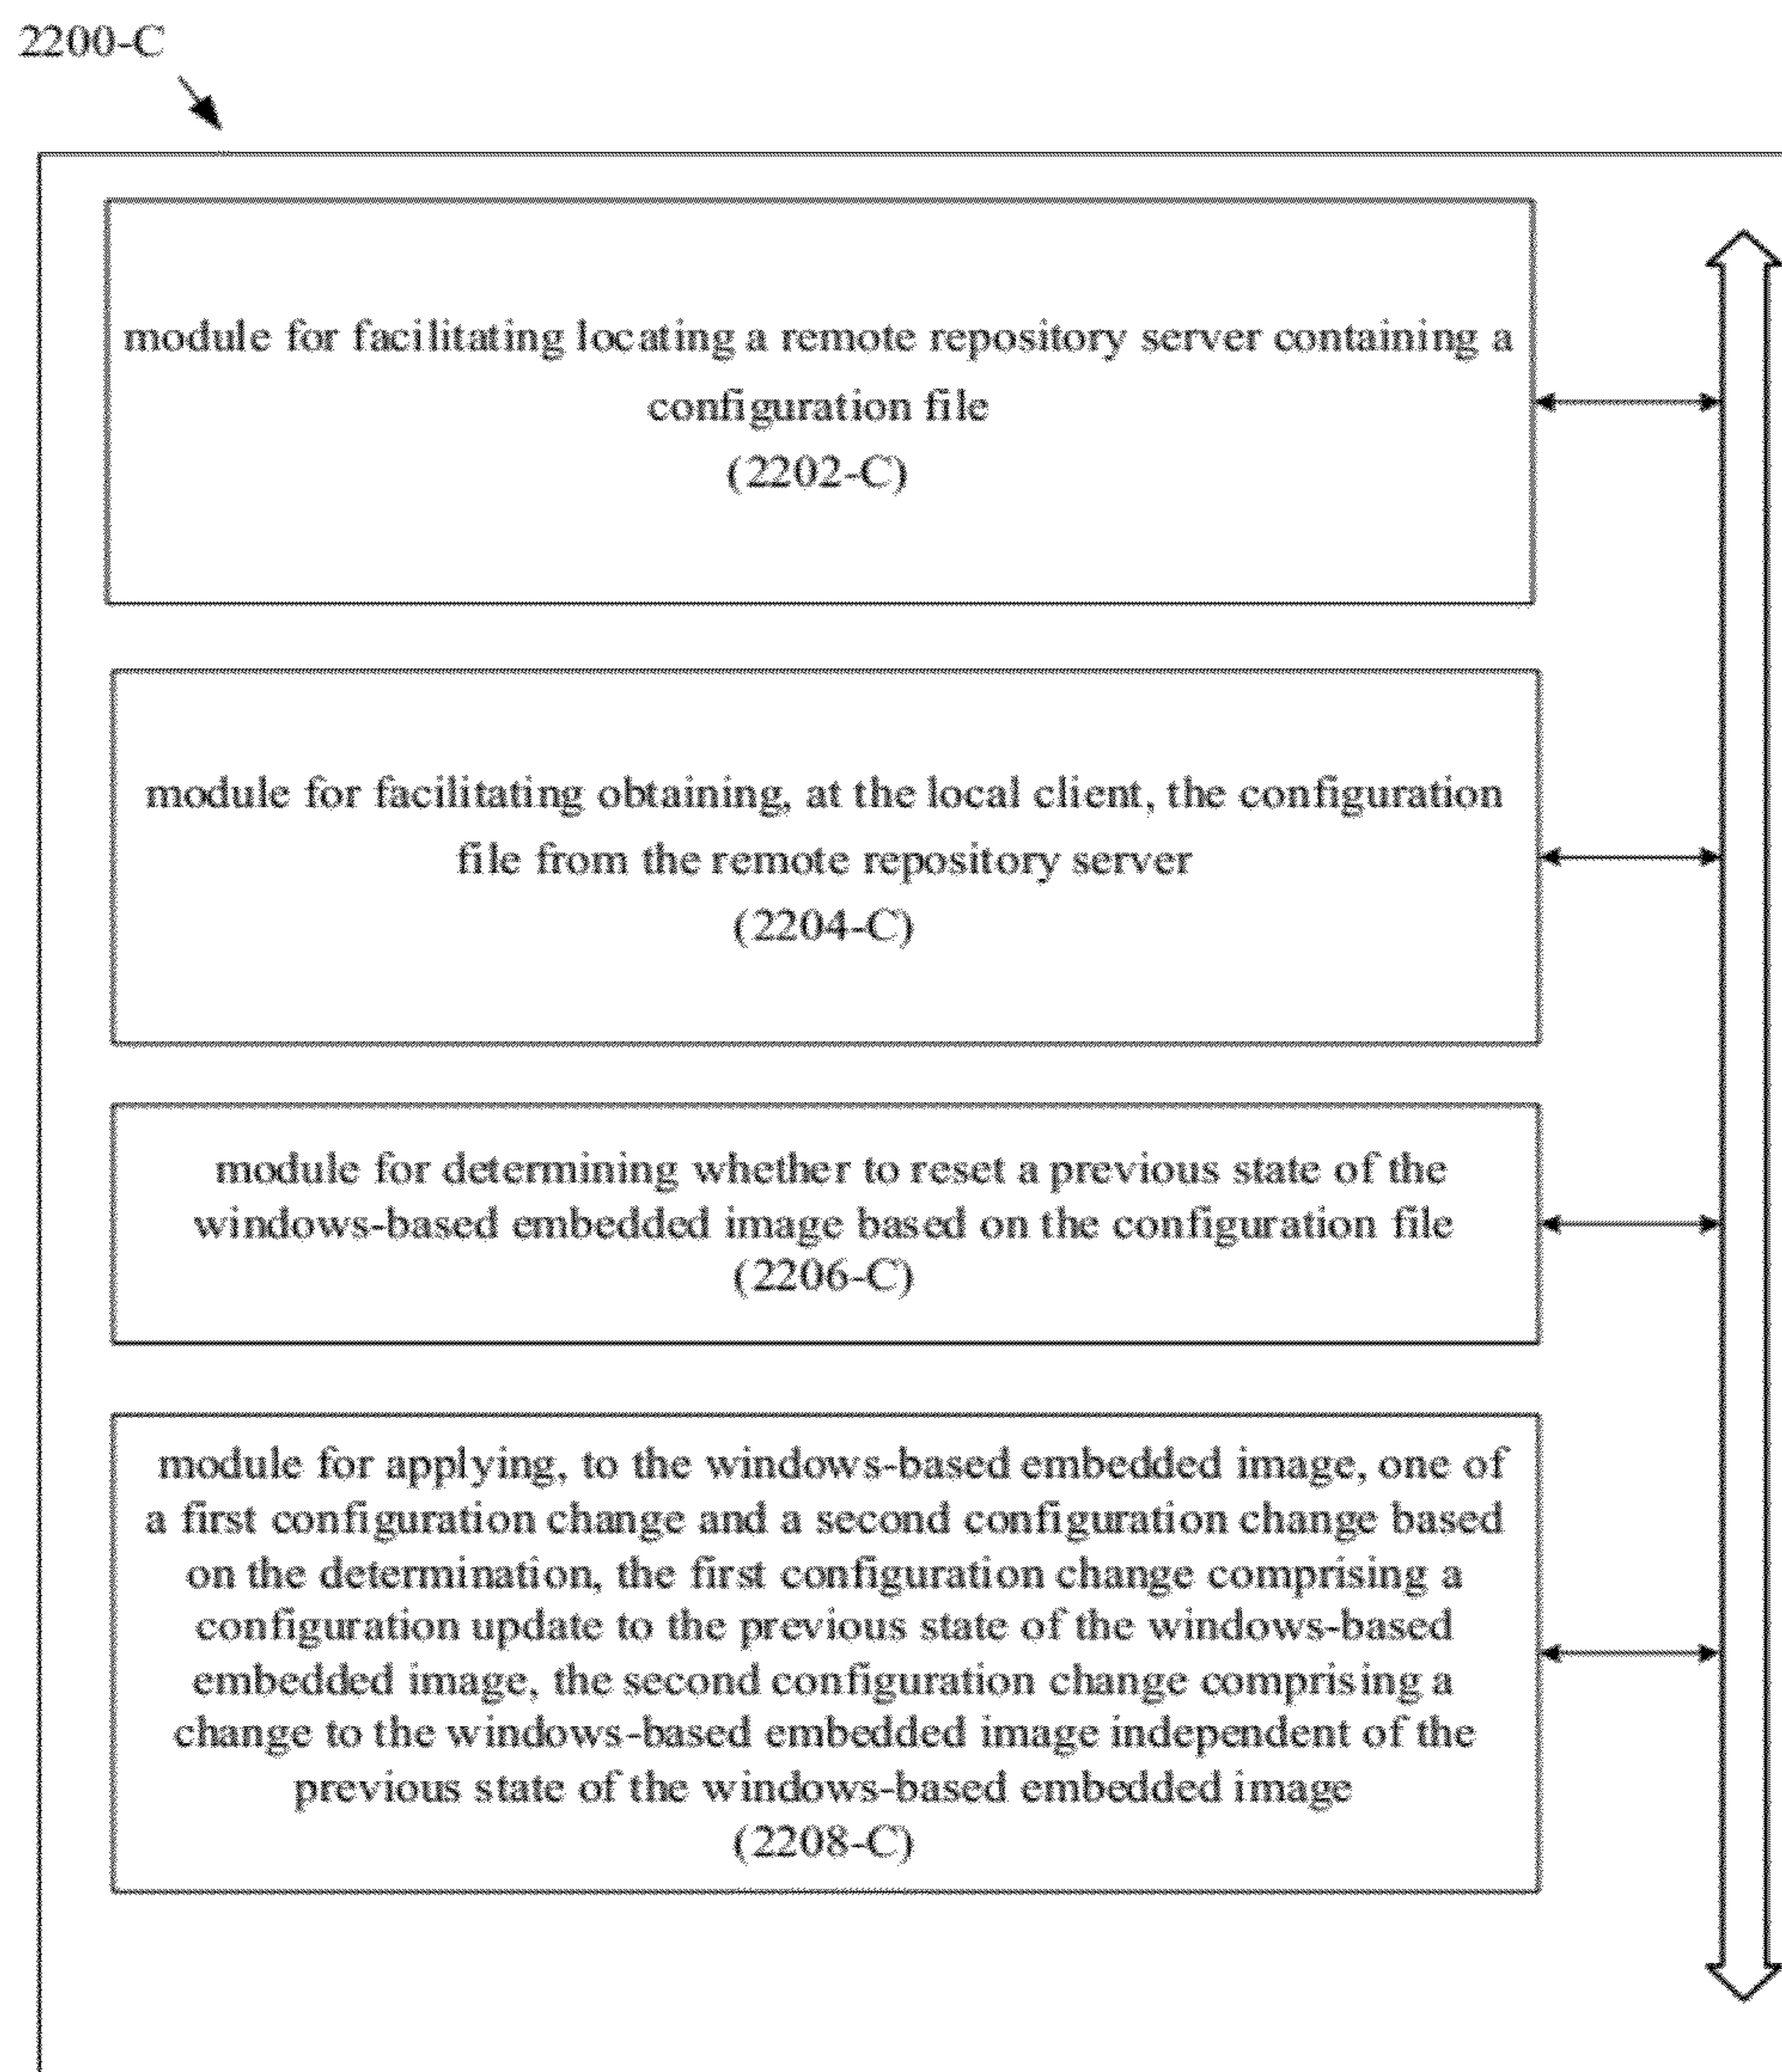 2200-C
module for facilitating locating a remote repository server containing a
configuration file
(2202-C)
module for facilitating obtaining, at the local client, the configuration
file from the remote repository server
(2204-C)
module for determining whether to reset a previous state of the
windows-based embedded image based on the configuration file
(2206-C)
module for applying, to the windows-based embedded image, one of
a first configuration change and a second configuration change based
on the determination, the first configuration change comprising a
configuration update to the previous state of the windows-based
embedded image, the second configuration change comprising a
change to the windows-based embedded image independent of the
previous state of the windows-based embedded image
(2208-C)